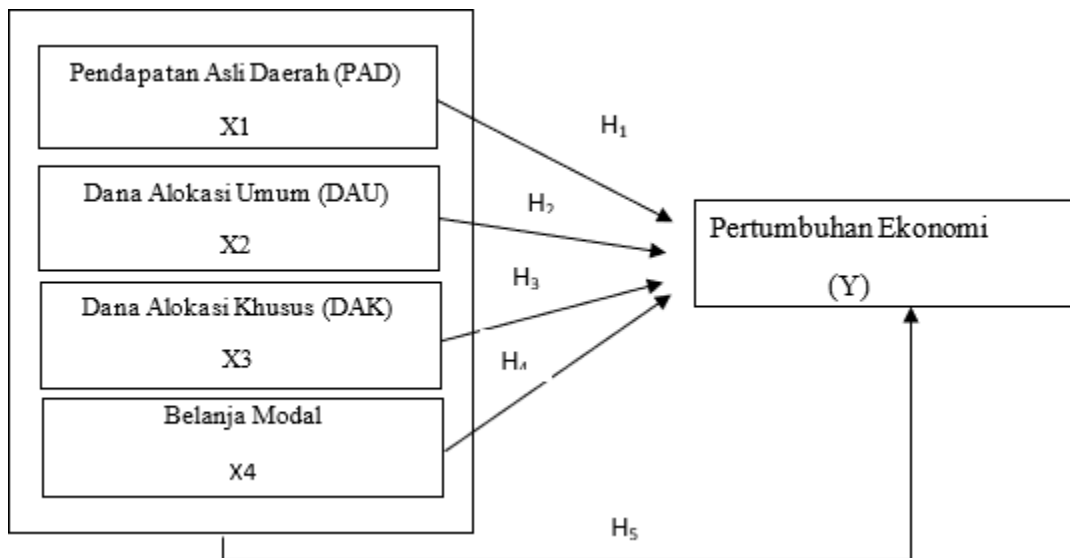 Pendapatan Asli Daerah (PAD)
X1
Dana Alokasi Umum (DAU)
X2
Dana Alokasi Khusus (DAK)
X3
Belanja Modal
X4
H₁
H₂
H₃
H₄
H₅
Pertumbuhan Ekonomi
(Y)